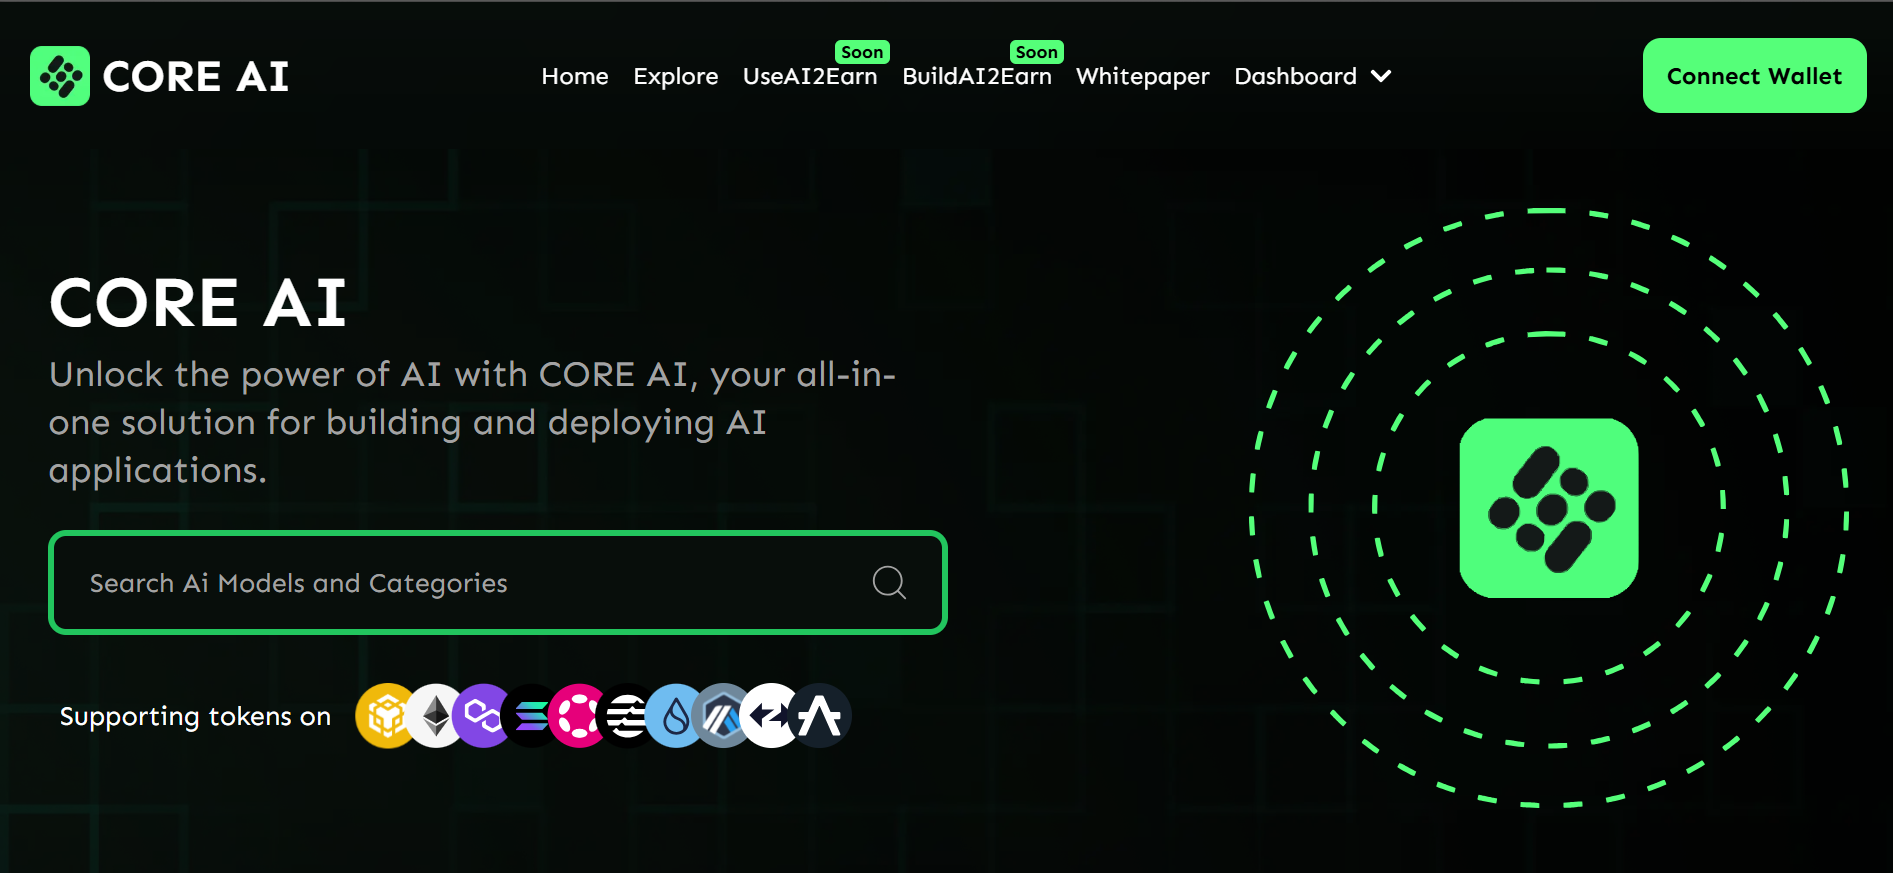 CORE AI
Home Explore UseAI2Earn Soon BuildAI2Earn Soon Whitepaper Dashboard
Connect Wallet
CORE AI
Unlock the power of AI with CORE AI, your all-in-
one solution for building and deploying AI
applications.
Search Ai Models and Categories
Supporting tokens on